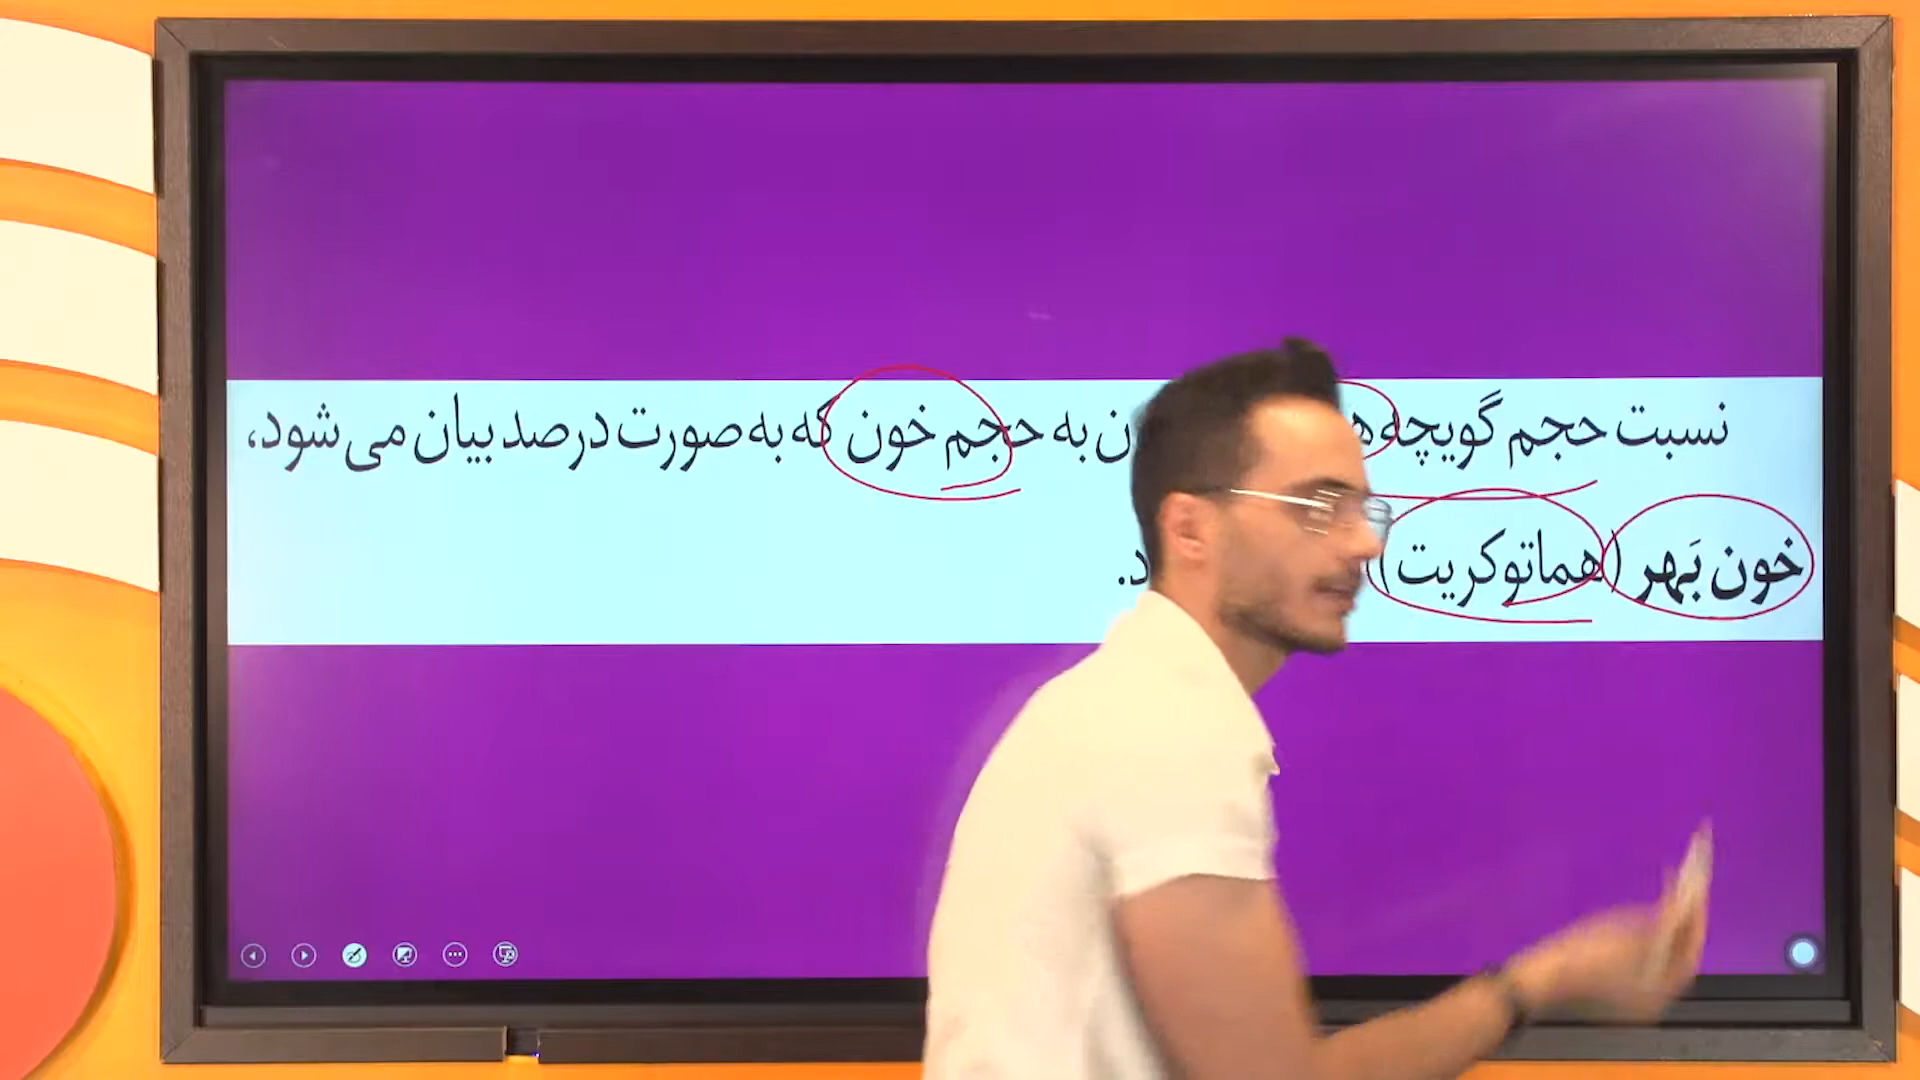 نسبت حجم گویچه به حجم خون که به صورت درصد بیان می‌شود،
خون بَهر (هماتوکریت)